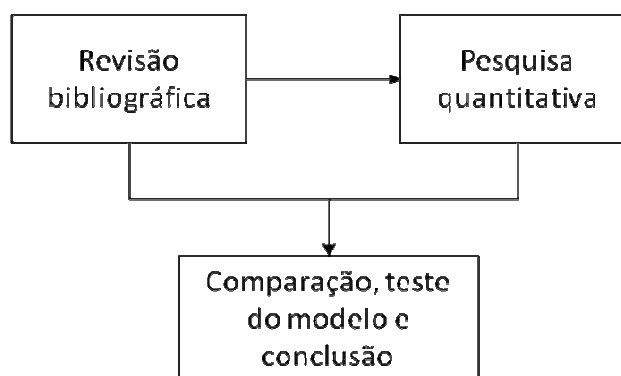 Revisão
bibliográfica
Pesquisa
quantitativa
Comparação, teste
do modelo e
conclusão